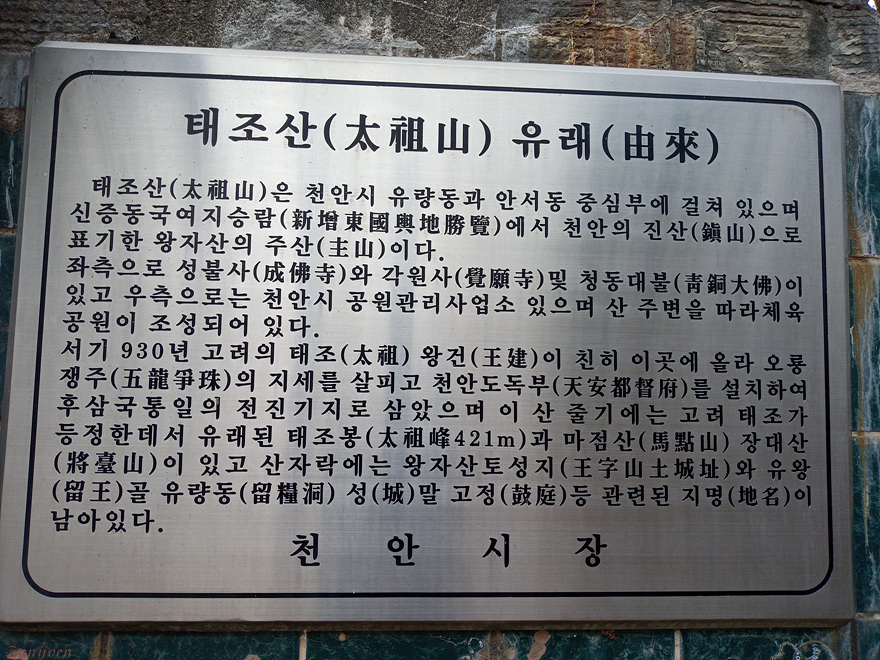 태조산(太祖山) 유래(由來)
태조산(太祖山)은 천안시 유량동과 안서동 중심부에 걸쳐 있으며
신증동국여지승람(新增東國輿地勝覽)에서 천안의 진산(鎭山)으로
표기한 왕자산의 주산(主山)이다.
좌측으로 성불사(成佛寺)와 각원사(覺願寺)및 청동대불(靑銅大佛)이
있고 우측으로는 천안시 공원관리사업소 있으며 산 주변을 따라체육
공원이 조성되어 있다.
서기 930년 고려의 태조(太祖) 왕건(王建)이 친히 이곳에 올라 오룡
쟁주(五龍爭珠)의 지세를 살피고 천안도독부(天安都督府)를 설치하여
후삼국통일의 전진기지로 삼았으며 이 산 줄기에는 고려 태조가
등정한데서 유래된 태조봉(太祖峰421m)과 마점산(馬點山) 장대산
(將臺山)이 있고 산자락에는 왕자산토성지(王字山土城址)와 유왕
(留王)골 유량동(留糧洞) 성(城)말 고정(鼓庭)등 관련된 지명(地名)이
남아있다.
천 안 시 장
Zunijven